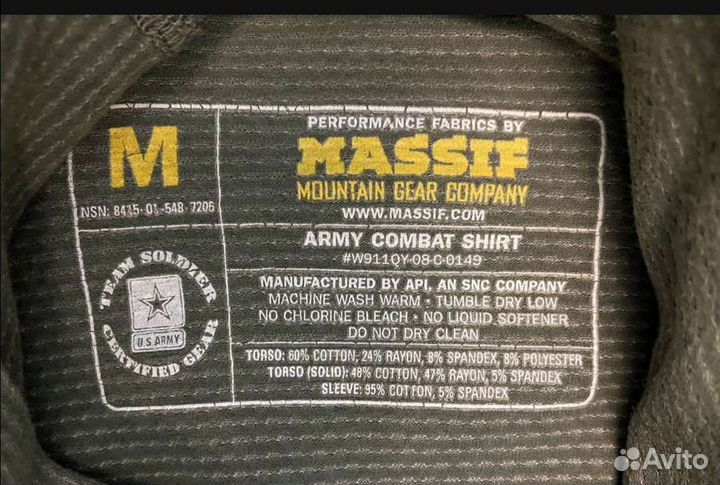 M
NSN: 8415-01-548-7206
TEAM SOLDIER
U.S. ARMY
CERTIFIED GEAR
PERFORMANCE FABRICS BY
MASSIF
MOUNTAIN GEAR COMPANY
WWW.MASSIF.COM
ARMY COMBAT SHIRT
#W911QY-08-C-0149
MANUFACTURED BY API, AN SNC COMPANY
MACHINE WASH WARM • TUMBLE DRY LOW
NO CHLORINE BLEACH • NO LIQUID SOFTENER
DO NOT DRY CLEAN
TORSO: 60% COTTON, 24% RAYON, 8% SPANDEX, 8% POLYESTER
TORSO (SOLID): 48% COTTON, 47% RAYON, 5% SPANDEX
SLEEVE: 95% COTTON, 5% SPANDEX
Avito